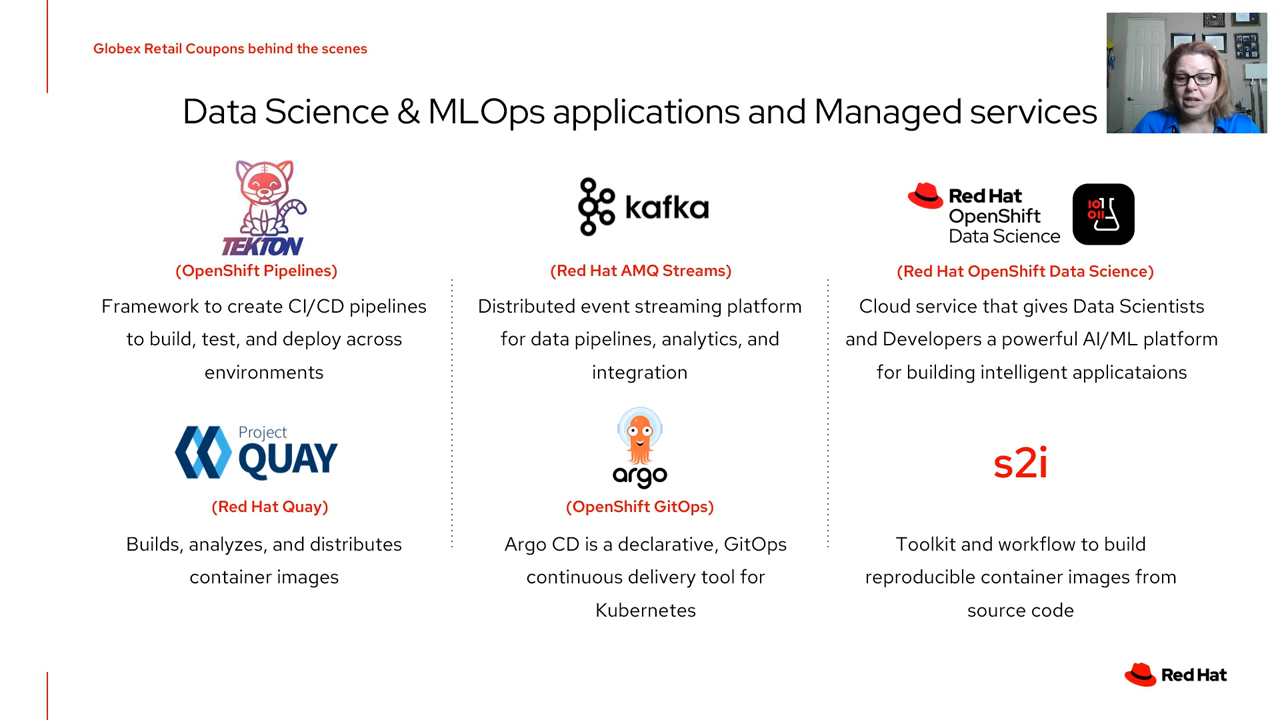 Globex Retail Coupons behind the scenes
Data Science & MLOps applications and Managed services
TEKTON
(OpenShift Pipelines)
Framework to create CI/CD pipelines
to build, test, and deploy across
environments
kafka
(Red Hat AMQ Streams)
Distributed event streaming platform
for data pipelines, analytics, and
integration
Red Hat
OpenShift
Data Science
(Red Hat OpenShift Data Science)
Cloud service that gives Data Scientists
and Developers a powerful AI/ML platform
for building intelligent applicataions
Project
QUAY
(Red Hat Quay)
Builds, analyzes, and distributes
container images
argo
(OpenShift GitOps)
Argo CD is a declarative, GitOps
continuous delivery tool for
Kubernetes
s2i
Toolkit and workflow to build
reproducible container images from
source code
Red Hat